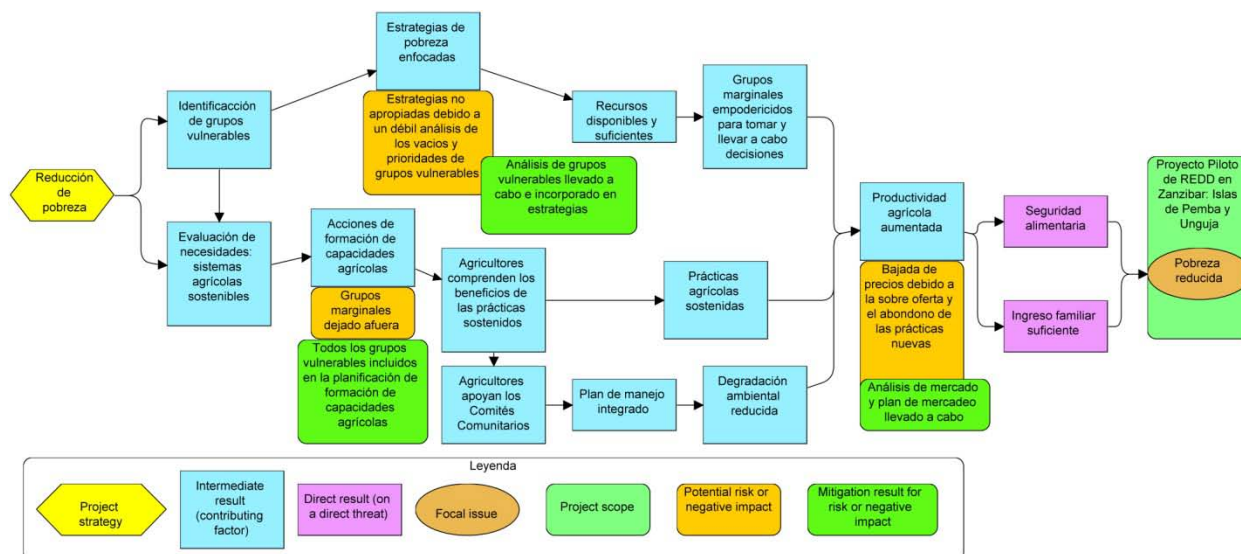 Reducción
de
pobreza
Identificacción
de grupos
vulnerables
Evaluación de
necesidades:
sistemas
agrícolas
sostenibles
Estrategias de
pobreza
enfocadas
Estrategias no
apropiadas debido a
un débil análisis de
los vacios y
prioridades de
grupos vulnerables
Análisis de grupos
vulnerables llevado a
cabo e incorporado en
estrategias
Recursos
disponibles y
suficientes
Grupos
marginales
empodericidos
para tomar y
llevar a cabo
decisiones
Acciones de
formación de
capacidades
agrícolas
Grupos
marginales
dejado afuera
Todos los grupos
vulnerables incluidos
en la planificación de
formación de
capacidades
agrícolas
Agricultores
comprenden los
beneficios de
las prácticas
sostenidos
Agricultores
apoyan los
Comités
Comunitarios
Prácticas
agrícolas
sostenidas
Plan de manejo
integrado
Degradación
ambiental
reducida
Productividad
agrícola
aumentada
Bajada de
precios debido a
la sobre oferta y
el abondono de
las prácticas
nuevas
Análisis de mercado
y plan de mercadeo
llevado a cabo
Seguridad
alimentaria
Ingreso familiar
suficiente
Proyecto Piloto
de REDD en
Zanzibar: Islas
de Pemba y
Unguja
Pobreza
reducida
Leyenda
Project
strategy
Intermediate
result
(contributing
factor)
Direct result (on
a direct threat)
Focal issue
Project scope
Potential risk or
negative impact
Mitigation result for
risk or negative
impact